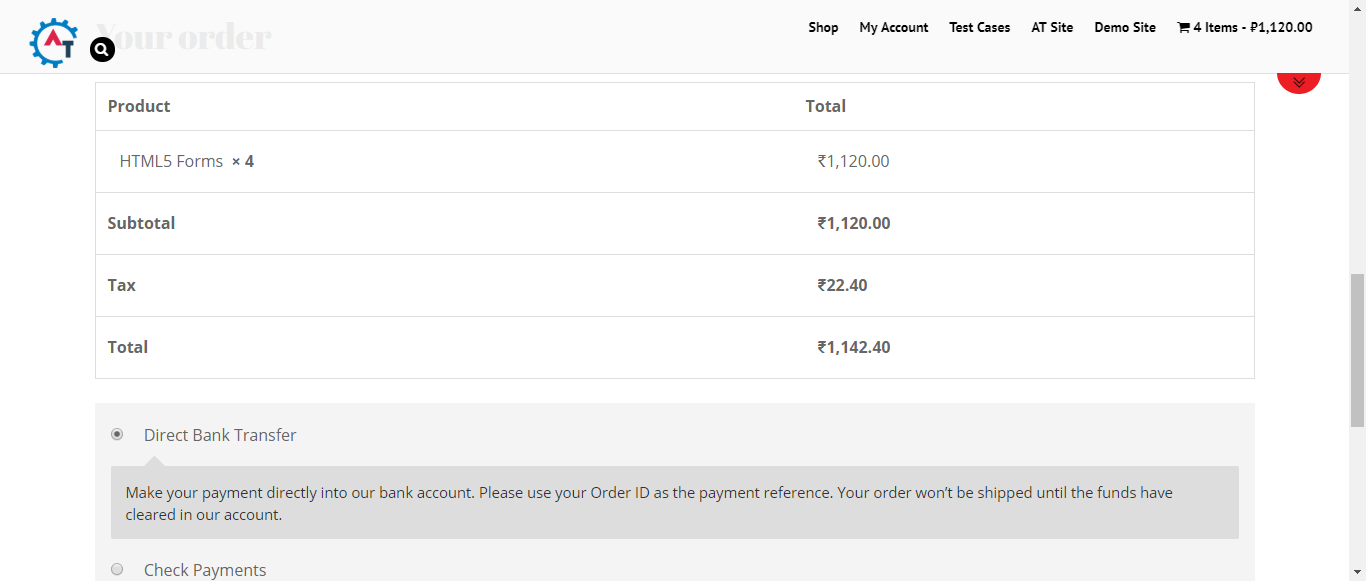 AT
Your order
Shop My Account Test Cases AT Site Demo Site 4 Items - ₽1,120.00
Product Total
HTML5 Forms × 4 ₹1,120.00
Subtotal ₹1,120.00
Tax ₹22.40
Total ₹1,142.40
Direct Bank Transfer
Make your payment directly into our bank account. Please use your Order ID as the payment reference. Your order won’t be shipped until the funds have
cleared in our account.
Check Payments